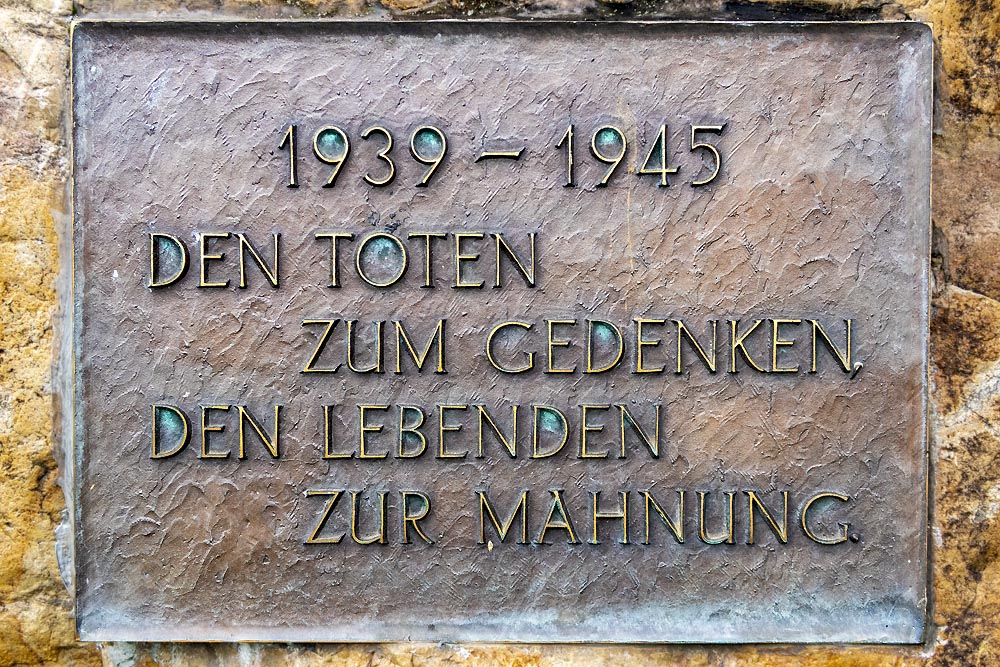 1939 – 1945
DEN TOTEN
ZUM GEDENKEN,
DEN LEBENDEN
ZUR MAHNUNG.